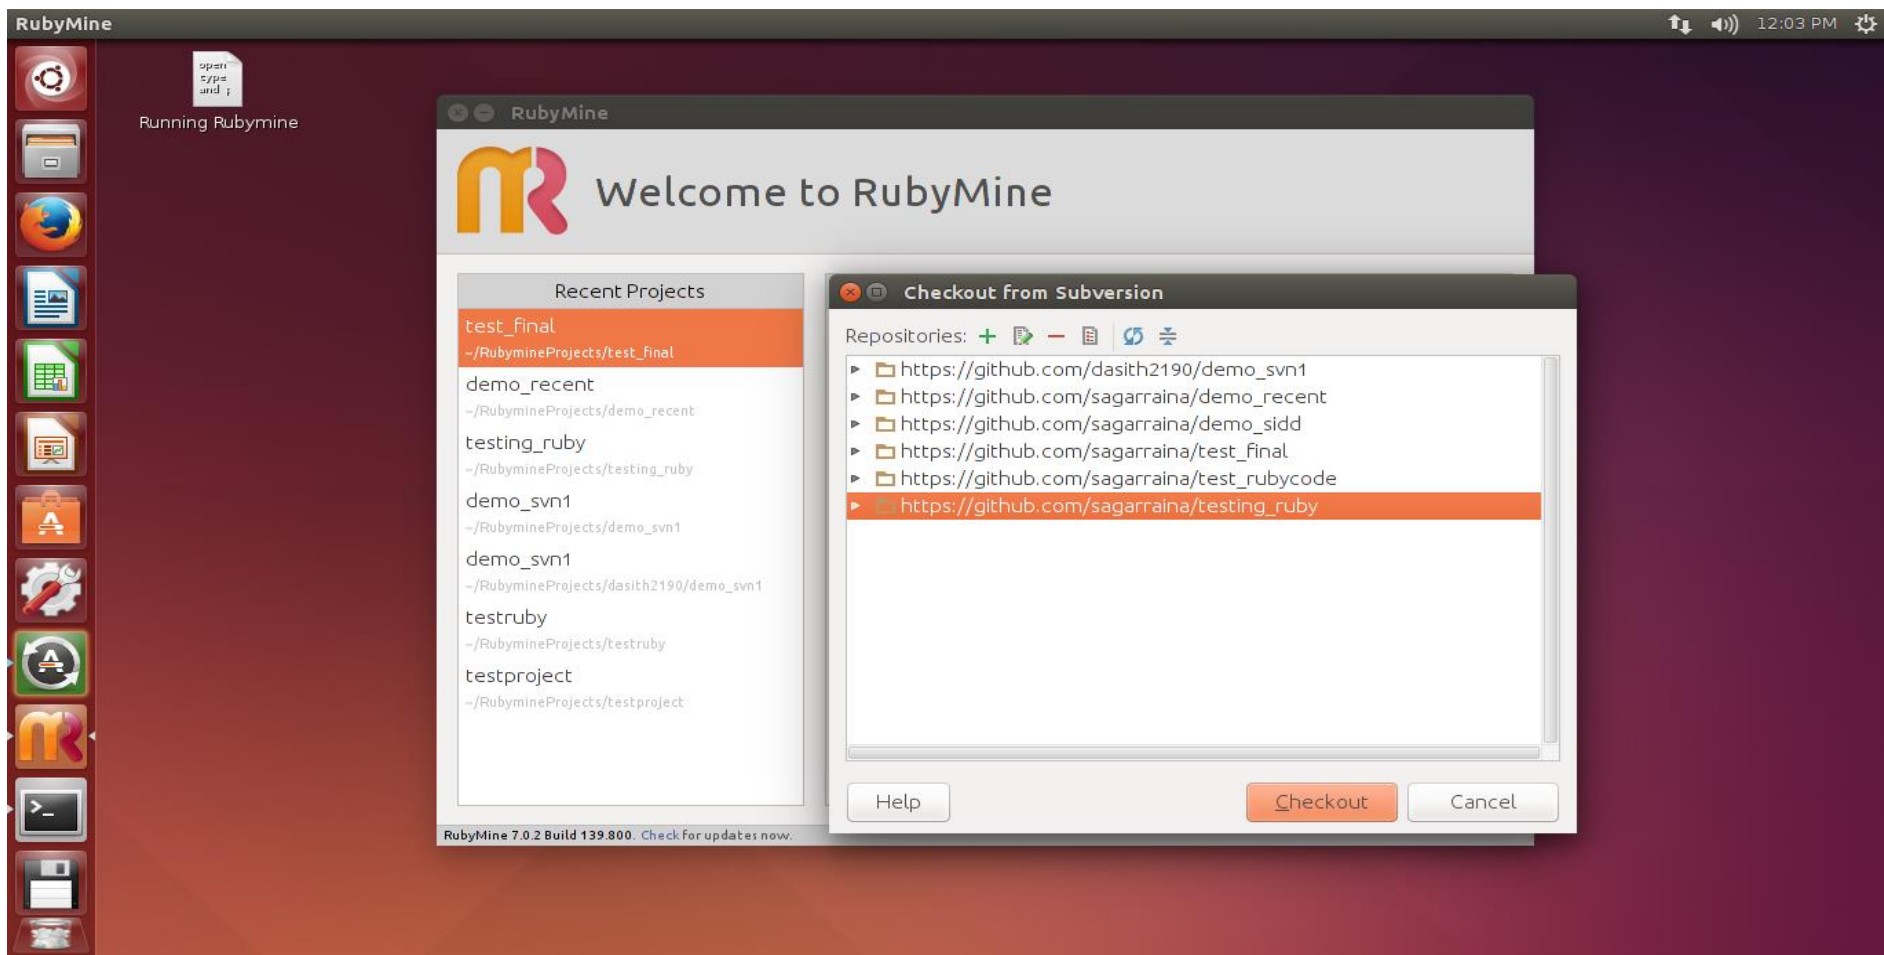 RubyMine
12:03 PM
open
type
and
Running Rubymine
RubyMine
Welcome to RubyMine
Recent Projects
test_final
~/RubymineProjects/test_final
demo_recent
~/RubymineProjects/demo_recent
testing_ruby
~/RubymineProjects/testing_ruby
demo_svn1
~/RubymineProjects/demo_svn1
demo_svn1
~/RubymineProjects/dasith2190/demo_svn1
testruby
~/RubymineProjects/testruby
testproject
~/RubymineProjects/testproject
RubyMine 7.0.2 Build 139.800. Check for updates now.
Checkout from Subversion
Repositories:
https://github.com/dasith2190/demo_svn1
https://github.com/sagarraina/demo_recent
https://github.com/sagarraina/demo_sidd
https://github.com/sagarraina/test_final
https://github.com/sagarraina/test_rubycode
https://github.com/sagarraina/testing_ruby
Help
Checkout
Cancel